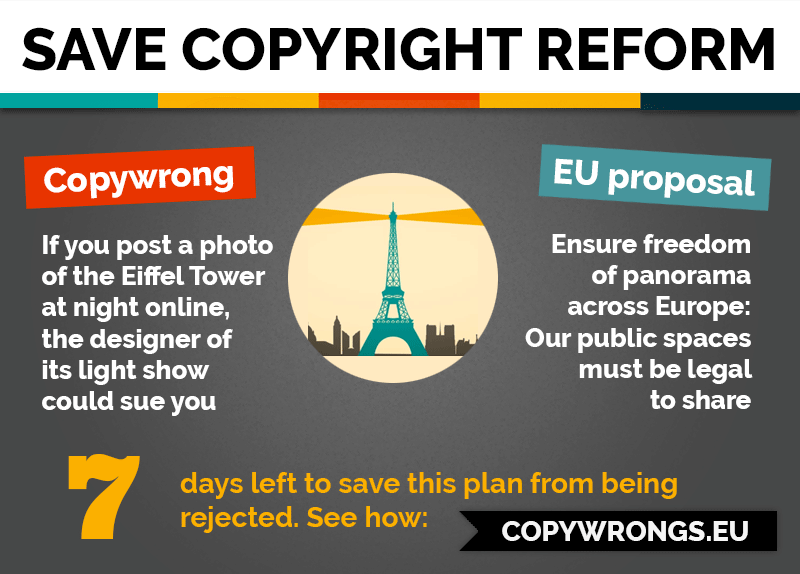 SAVE COPYRIGHT REFORM
Copywrong
If you post a photo
of the Eiffel Tower
at night online,
the designer of
its light show
could sue you
EU proposal
Ensure freedom
of panorama
across Europe:
Our public spaces
must be legal
to share
7
days left to save this plan from being
rejected. See how:
COPYWRONGS.EU